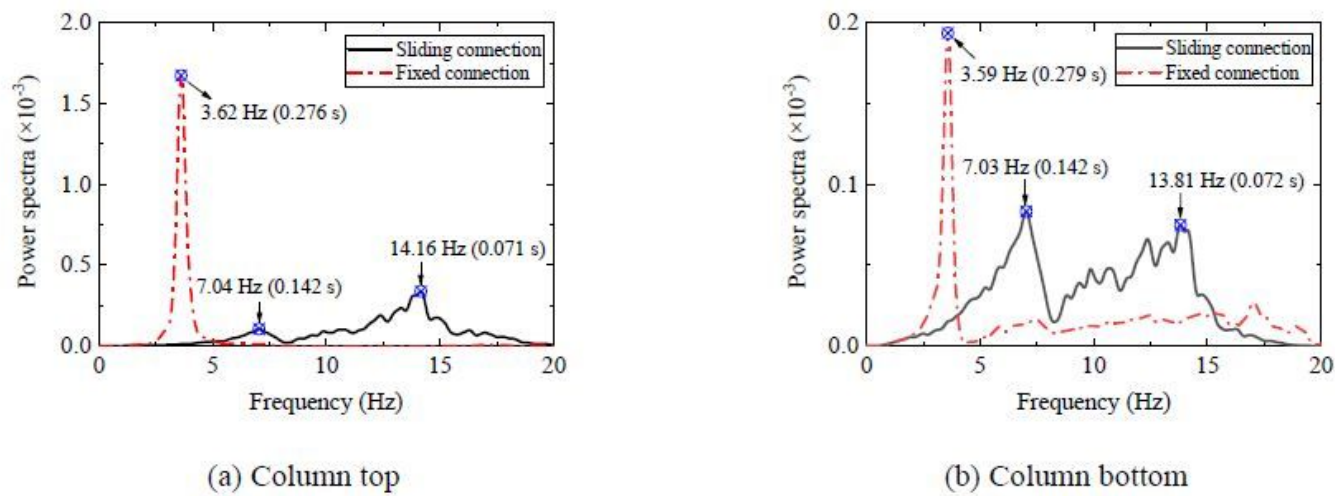 2.0
1.5
1.0
0.5
0.0
Power spectra (×10⁻³)
Sliding connection
Fixed connection
3.62 Hz (0.276 s)
7.04 Hz (0.142 s)
14.16 Hz (0.071 s)
0 5 10 15 20
Frequency (Hz)
(a) Column top
0.2
0.1
0.0
Power spectra (×10⁻³)
Sliding connection
Fixed connection
3.59 Hz (0.279 s)
7.03 Hz (0.142 s)
13.81 Hz (0.072 s)
0 5 10 15 20
Frequency (Hz)
(b) Column bottom